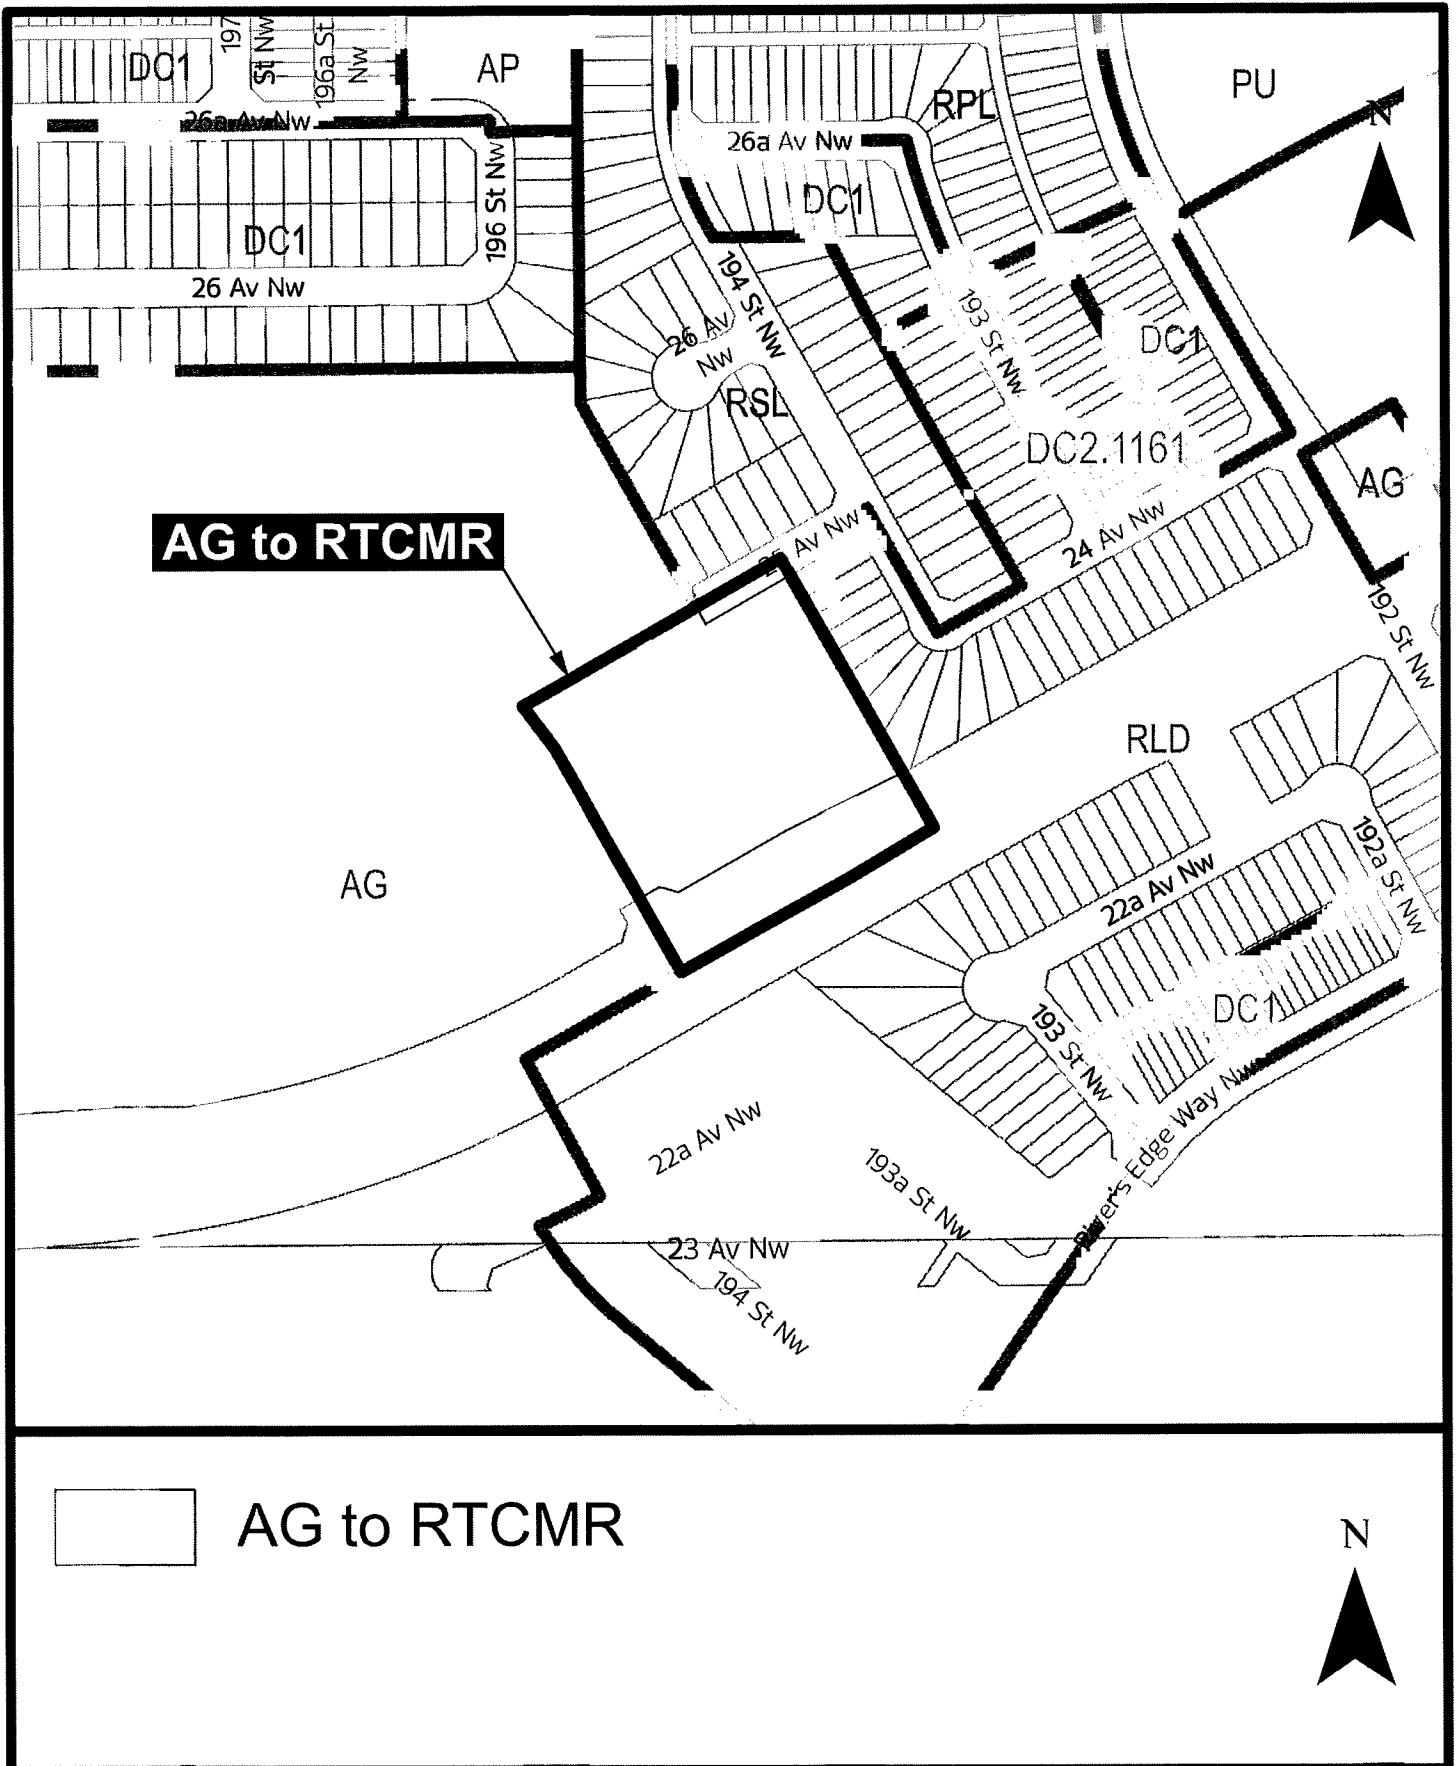 197
St Nw
196a St
Nw
DC1
AP
26a Av Nw
196 St Nw
DC1
26 Av Nw
26a Av Nw
RPL
PU
N
DC1
194 St Nw
26 Av
Nw
RSL
193 St Nw
DC1
DC2.1161
AG
AG to RTCMR
Av Nw
24 Av Nw
192 St Nw
RLD
AG
192a St Nw
22a Av Nw
DC1
193 St Nw
22a Av Nw
193a St Nw
River's Edge Way Nw
23 Av Nw
194 St Nw
AG to RTCMR
N